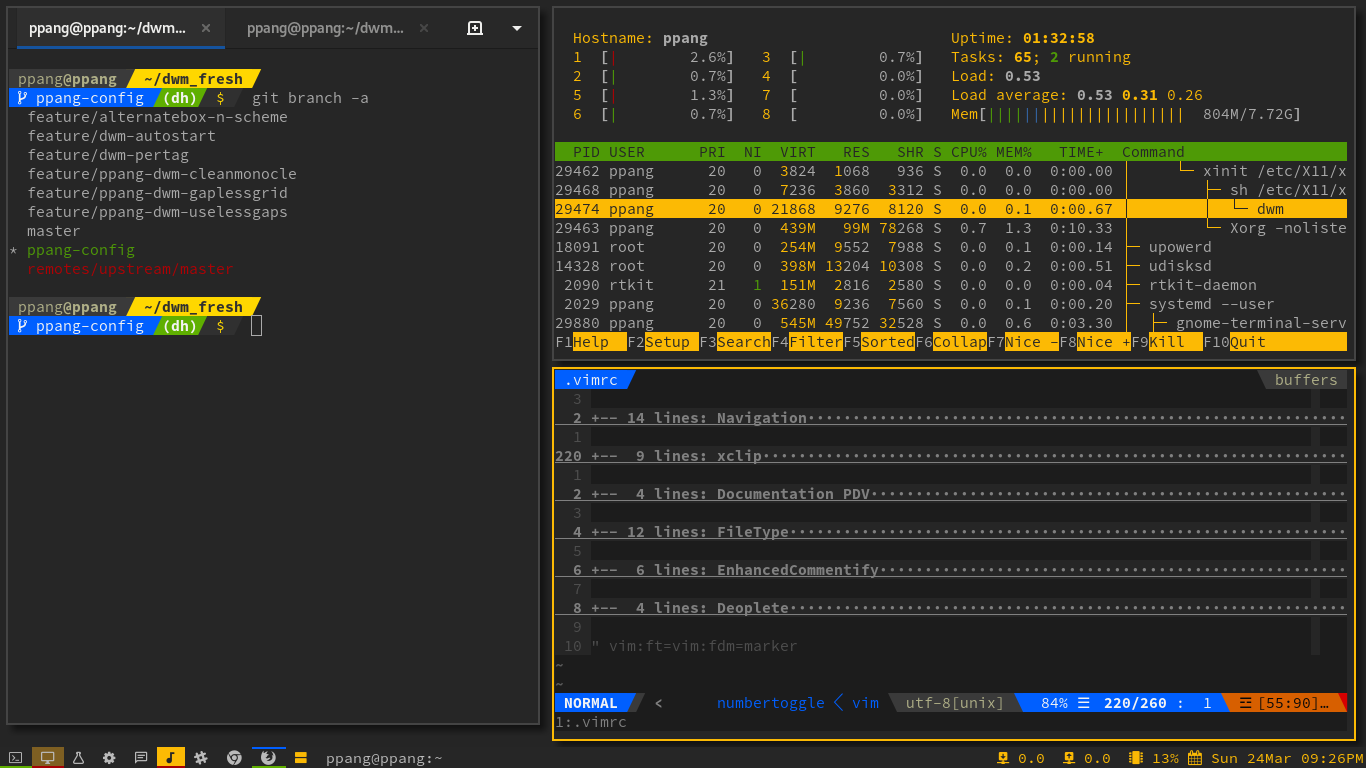 ppang@ppang:~/dwm... × ppang@ppang:~/dwm... ×
ppang@ppang ~/dwm_fresh
ppang-config (dh) $ git branch -a
feature/alternatebox-n-scheme
feature/dwm-autostart
feature/dwm-pertag
feature/ppang-dwm-cleanmonocle
feature/ppang-dwm-gaplessgrid
feature/ppang-dwm-uselessgaps
master
* ppang-config
remotes/upstream/master
ppang@ppang ~/dwm_fresh
ppang-config (dh) $
Hostname: ppang Uptime: 01:32:58
1 [| 2.6%] 3 [| 0.7%] Tasks: 65; 2 running
2 [| 0.7%] 4 [ 0.0%] Load: 0.53
5 [| 1.3%] 7 [ 0.0%] Load average: 0.53 0.31 0.26
6 [| 0.7%] 8 [ 0.0%] Mem[|||||||||||||||||||||| 804M/7.72G]
PID USER PRI NI VIRT RES SHR S CPU% MEM% TIME+ Command
29462 ppang 20 0 3824 1068 936 S 0.0 0.0 0:00.00 │ └─ xinit /etc/X11/x
29468 ppang 20 0 7236 3860 3312 S 0.0 0.0 0:00.00 │ ├─ sh /etc/X11/x
29474 ppang 20 0 21868 9276 8120 S 0.0 0.1 0:00.67 │ │ └─ dwm
29463 ppang 20 0 439M 99M 78268 S 0.7 1.3 0:10.33 │ └─ Xorg -noliste
18091 root 20 0 254M 9552 7988 S 0.0 0.1 0:00.14 ├─ upowerd
14328 root 20 0 398M 13204 10308 S 0.0 0.2 0:00.51 ├─ udisksd
2090 rtkit 21 1 151M 2816 2580 S 0.0 0.0 0:00.04 ├─ rtkit-daemon
2029 ppang 20 0 36280 9236 7560 S 0.0 0.1 0:00.20 ├─ systemd --user
29880 ppang 20 0 545M 49752 32528 S 0.0 0.6 0:03.30 │ ├─ gnome-terminal-serv
F1Help F2Setup F3SearchF4FilterF5SortedF6CollapF7Nice -F8Nice +F9Kill F10Quit
.vimrc buffers
3
2 +-- 14 lines: Navigation····························································
1
220 +-- 9 lines: xclip·································································
1
2 +-- 4 lines: Documentation PDV·····················································
3
4 +-- 12 lines: FileType······························································
5
6 +-- 6 lines: EnhancedCommentify····················································
7
8 +-- 4 lines: Deoplete······························································
9
10 " vim:ft=vim:fdm=marker
~
~
NORMAL < numbertoggle < vim utf-8[unix] 84% ☰ 220/260 : 1 ☲ [55:90]…
1:.vimrc
ppang@ppang:~ 0.0 0.0 13% Sun 24Mar 09:26PM